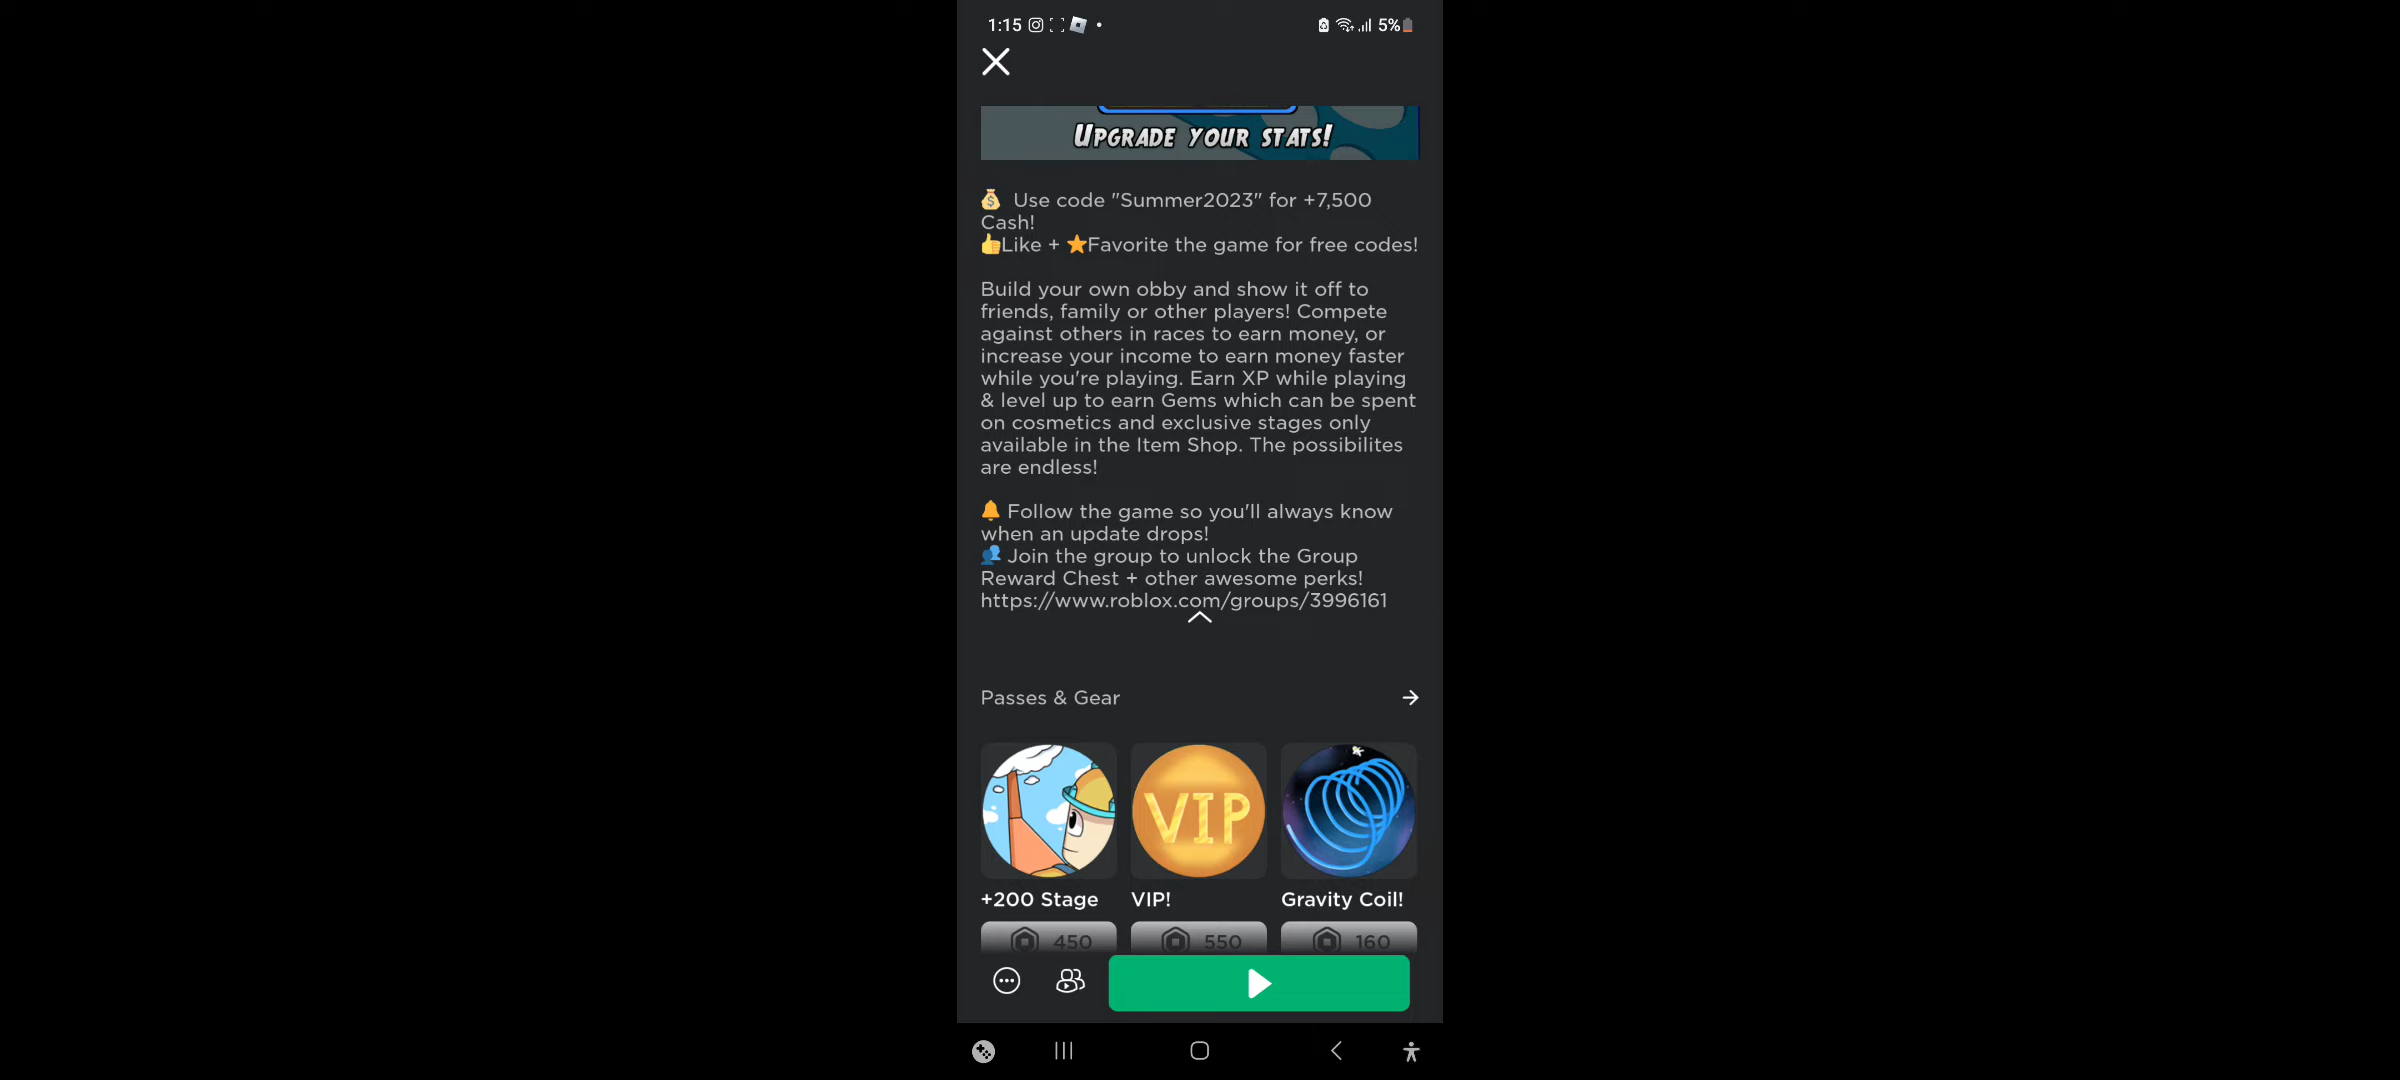 1:15
5%
UPGRADE YOUR STATS!
Use code "Summer2023" for +7,500
Cash!
Like + Favorite the game for free codes!
Build your own obby and show it off to
friends, family or other players! Compete
against others in races to earn money, or
increase your income to earn money faster
while you're playing. Earn XP while playing
& level up to earn Gems which can be spent
on cosmetics and exclusive stages only
available in the Item Shop. The possibilites
are endless!
Follow the game so you'll always know
when an update drops!
Join the group to unlock the Group
Reward Chest + other awesome perks!
https://www.roblox.com/groups/3996161
Passes & Gear
VIP
+200 Stage
VIP!
Gravity Coil!
450
550
160